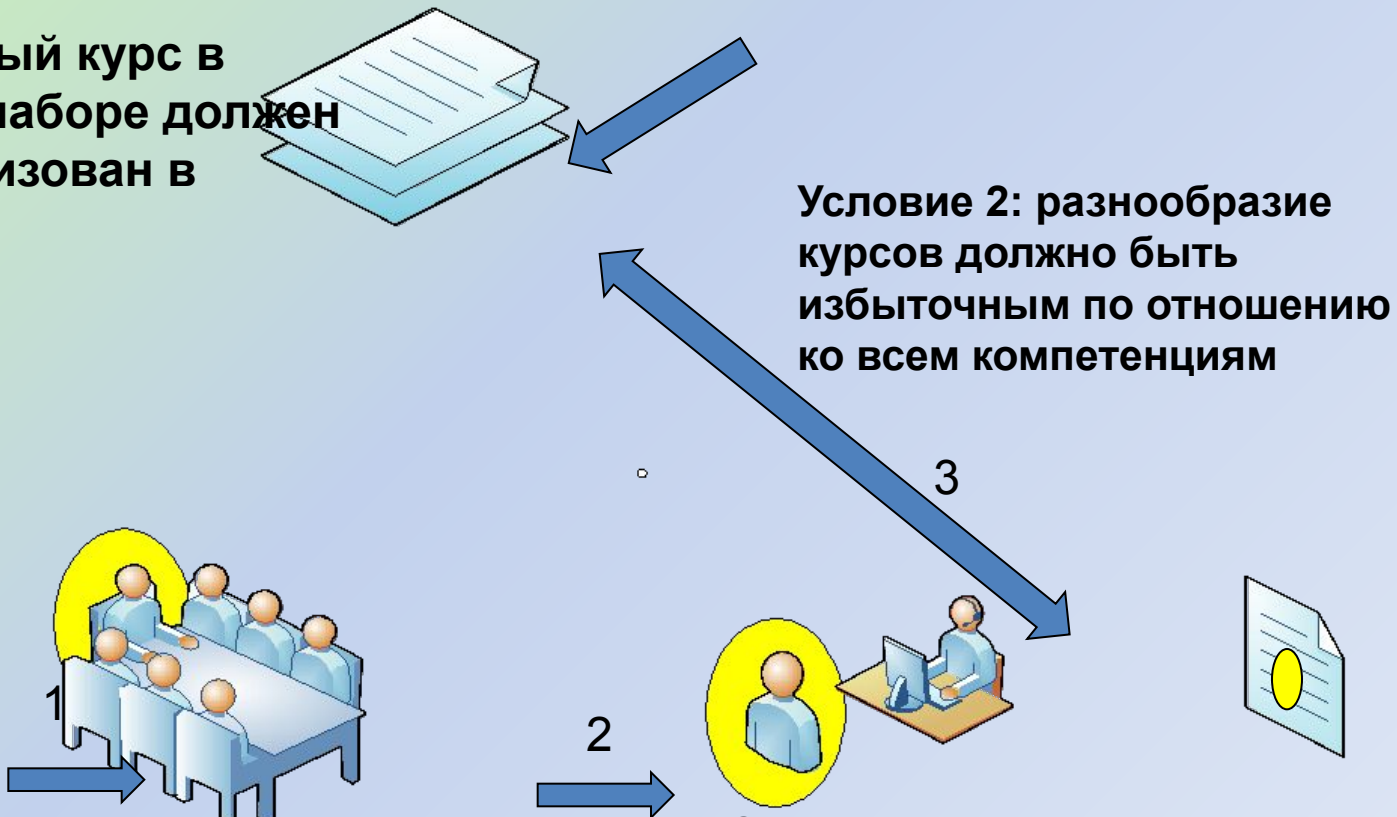 ый курс в
наборе должен
изован в
Условие 2: разнообразие
курсов должно быть
избыточным по отношению
ко всем компетенциям
3
1
2